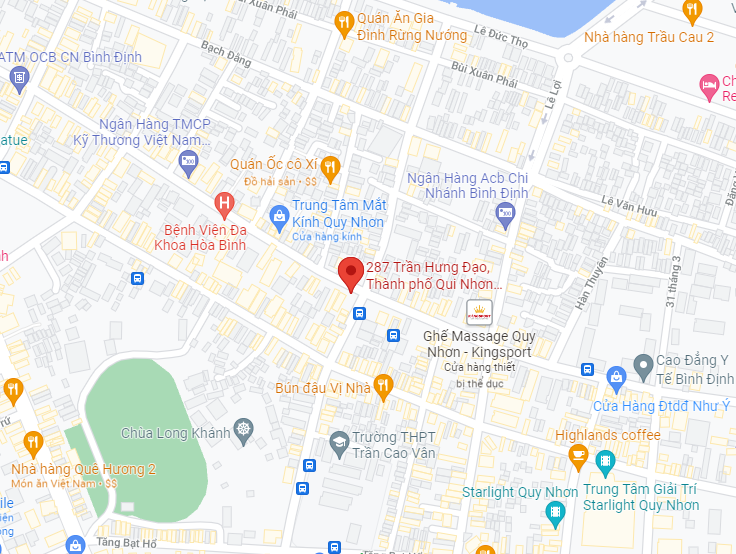 Bùi Xuân Phái
Quán Ăn Gia
Đình Rừng Nướng
Lê Đức Thọ
Nhà hàng Trầu Cau 2
Bạch Đằng
ATM OCB CN Bình Định
Bùi Xuân Phái
Lê Lợi
Ch
Re
Ngân Hàng TMCP
Kỹ Thương Việt Nam...
atue
Quán Ốc cô Xí
Đồ hải sản • $$
Ngân Hàng Acb Chi
Nhánh Bình Định
Lê Văn Hưu
Trung Tâm Mắt
Kính Quy Nhơn
Cửa hàng kính
H
Bệnh Viện Đa
Khoa Hòa Bình
nh
287 Trần Hưng Đạo,
Thành phố Qui Nhơn...
Hàn Thuyên
31 tháng 3
Ghế Massage Quy
Nhơn - Kingsport
Cửa hàng thiết
bị thể dục
Cao Đẳng Y
Tế Bình Định
Bún đậu Vị Nhà
Cửa Hàng Đtdđ Như Ý
Chùa Long Khánh
Trường THPT
Trần Cao Vân
Highlands coffee
Nhà hàng Quê Hương 2
Món ăn Việt Nam • $$
Starlight Quy Nhơn
Trung Tâm Giải Trí
Starlight Quy Nhơn
Tăng Bạt Hổ